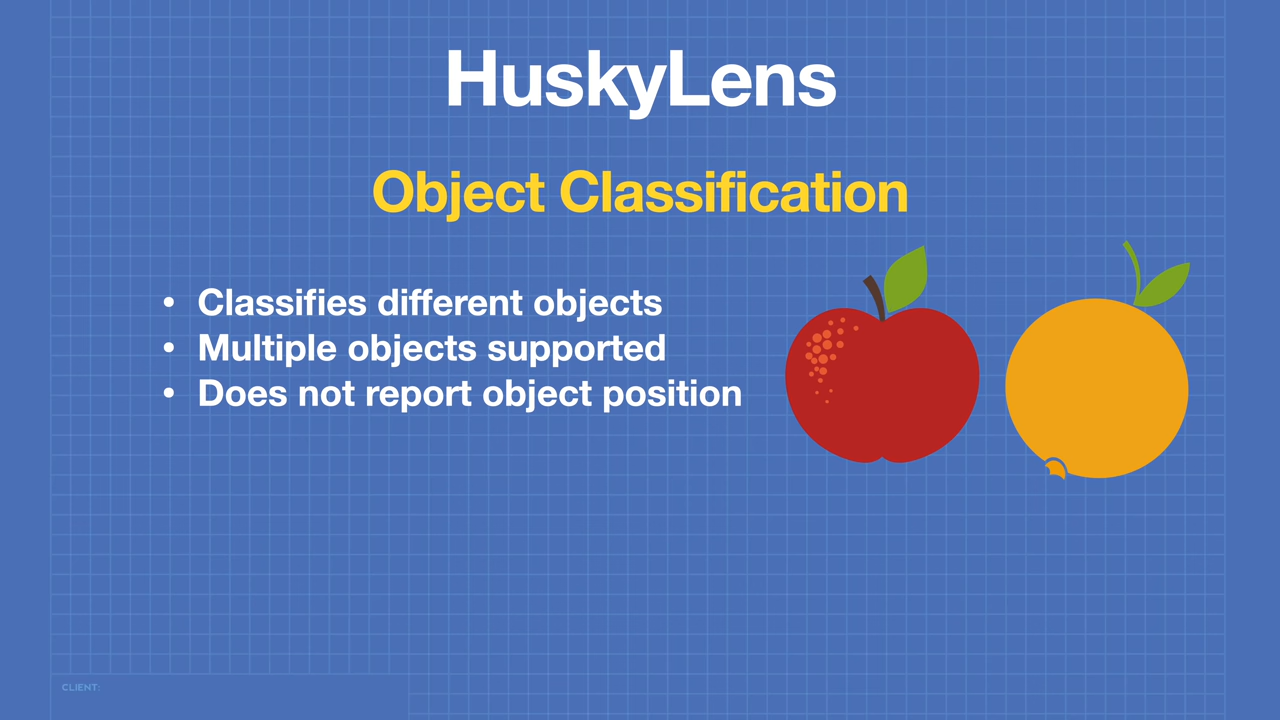 HuskyLens
Object Classification
• Classifies different objects
• Multiple objects supported
• Does not report object position
CLIENT: